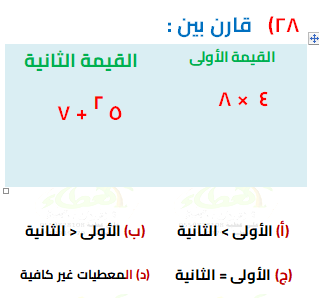 ٢٨) قارن بين :
القيمة الأولى القيمة الثانية
٤ × ٨ ٥ ٢ + ٧
(أ) الأولى < الثانية (ب) الأولى > الثانية
(ج) الأولى = الثانية (د) المعطيات غير كافية